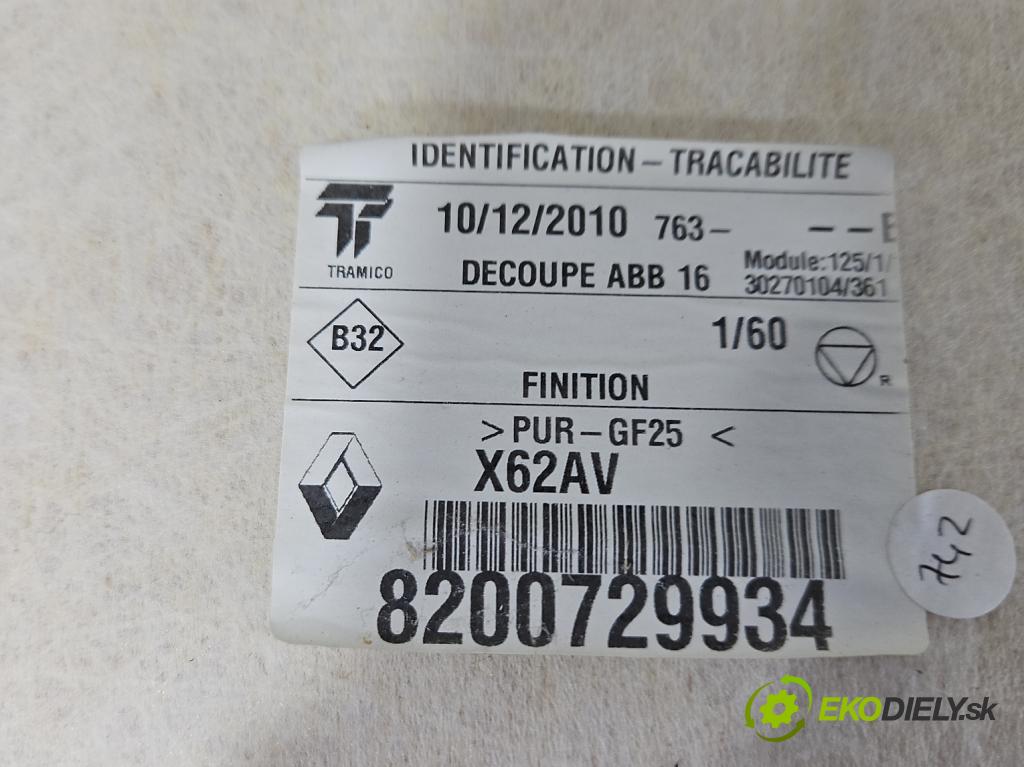 IDENTIFICATION – TRACABILITE
TRAMICO
10/12/2010 763– – –E
DECOUPE ABB 16
Module:125/1/
30270104/361
B32
1/60
R
FINITION
>PUR–GF25 <
X62AV
8200729934
742
EKODIELY.sk